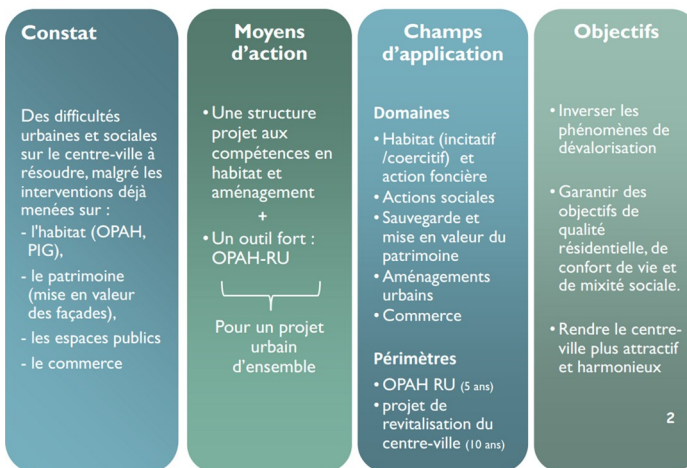 Constat
Des difficultés
urbaines et sociales
sur le centre-ville à
résoudre, malgré les
interventions déjà
menées sur :
- l'habitat (OPAH,
PIG),
- le patrimoine
(mise en valeur
des façades),
- les espaces publics
- le commerce
Moyens
d'action
• Une structure
projet aux
compétences en
habitat et
aménagement
+
• Un outil fort :
OPAH-RU
Pour un projet
urbain
d'ensemble
Champs
d'application
Domaines
• Habitat (incitatif
/coercitif) et
action foncière
• Actions sociales
• Sauvegarde et
mise en valeur du
patrimoine
• Aménagements
urbains
• Commerce
Périmètres
• OPAH RU (5 ans)
• projet de
revitalisation du
centre-ville (10 ans)
Objectifs
• Inverser les
phénomènes de
dévalorisation
• Garantir des
objectifs de
qualité
résidentielle, de
confort de vie et
de mixité sociale.
• Rendre le centre-
ville plus attractif
et harmonieux
2